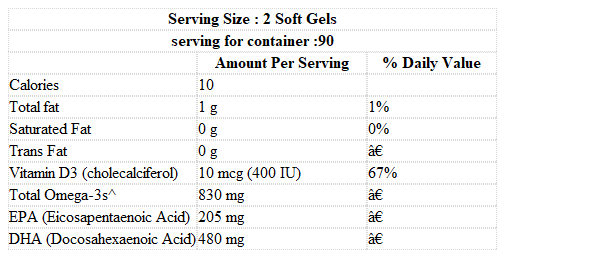 Serving Size : 2 Soft Gels
serving for container :90
Amount Per Serving % Daily Value
Calories 10
Total fat 1 g 1%
Saturated Fat 0 g 0%
Trans Fat 0 g â€
Vitamin D3 (cholecalciferol) 10 mcg (400 IU) 67%
Total Omega-3s^ 830 mg â€
EPA (Eicosapentaenoic Acid) 205 mg â€
DHA (Docosahexaenoic Acid) 480 mg â€